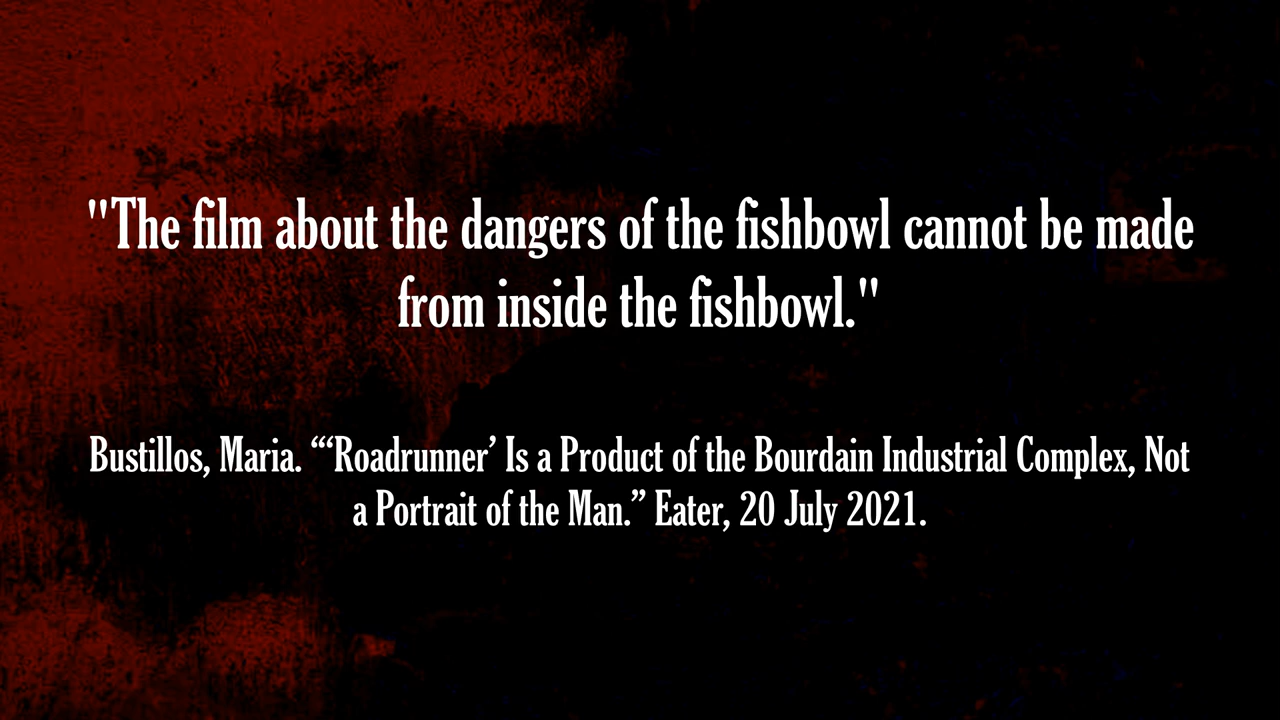 "The film about the dangers of the fishbowl cannot be made
from inside the fishbowl."
Bustillos, Maria. “‘Roadrunner’ Is a Product of the Bourdain Industrial Complex, Not
a Portrait of the Man.” Eater, 20 July 2021.